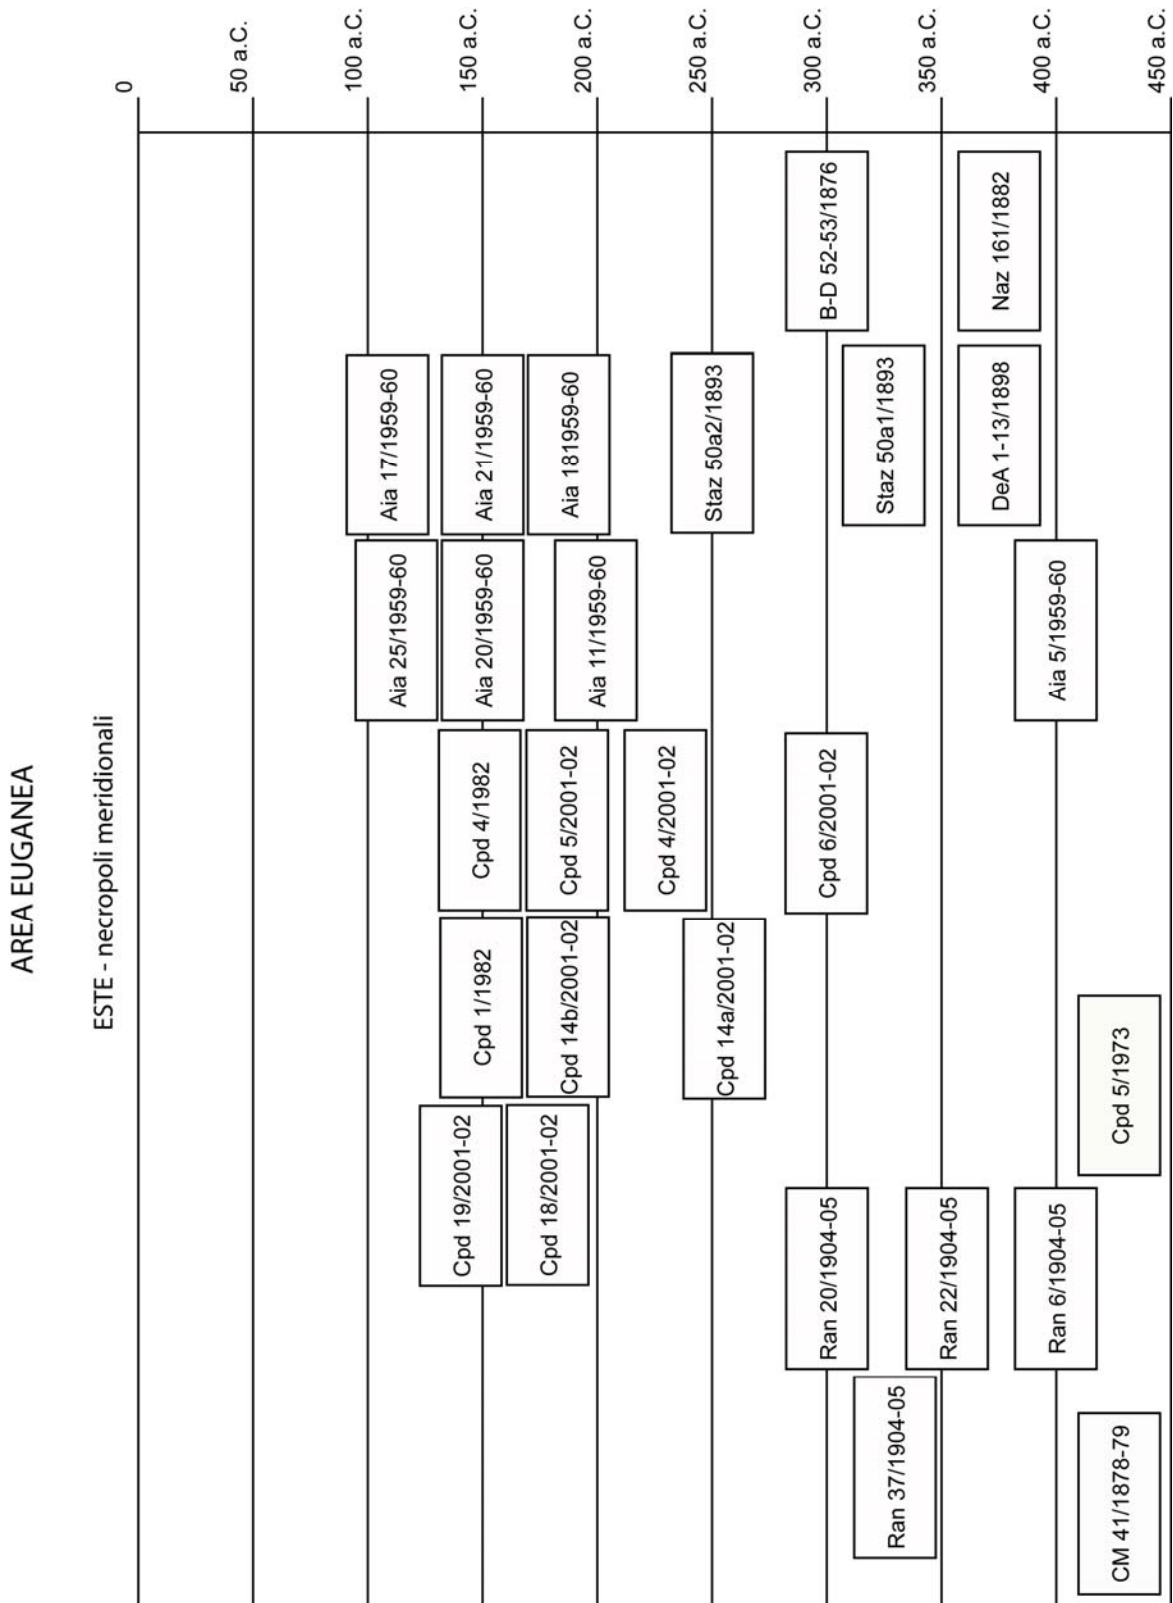 AREA EUGANEA
ESTE - necropoli meridionali
0
50 a.C.
100 a.C.
Aia 25/1959-60
Aia 17/1959-60
Cpd 19/2001-02
Cpd 1/1982
Cpd 4/1982
Aia 20/1959-60
Aia 21/1959-60
150 a.C.
Cpd 18/2001-02
Cpd 14b/2001-02
Cpd 5/2001-02
Aia 11/1959-60
Aia 181959-60
200 a.C.
Cpd 4/2001-02
Cpd 14a/2001-02
Staz 50a2/1893
250 a.C.
Ran 20/1904-05
Cpd 6/2001-02
B-D 52-53/1876
300 a.C.
Ran 37/1904-05
Staz 50a1/1893
Ran 22/1904-05
350 a.C.
DeA 1-13/1898
Naz 161/1882
Ran 6/1904-05
Aia 5/1959-60
400 a.C.
CM 41/1878-79
Cpd 5/1973
450 a.C.